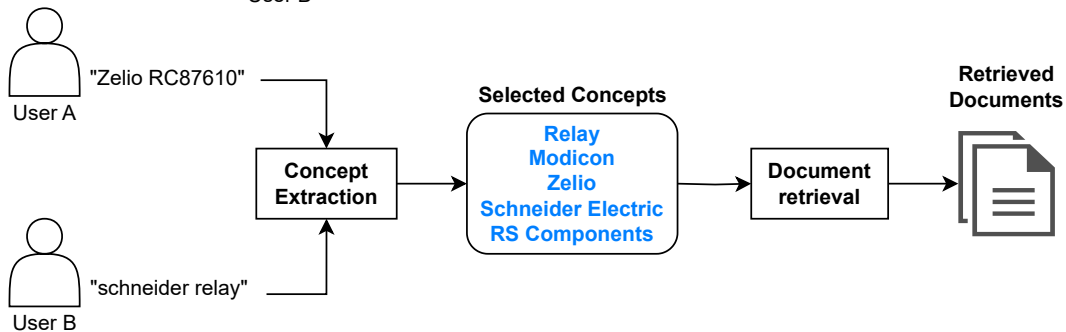 "Zelio RC87610"
User A
Concept
Extraction
"schneider relay"
User B
Selected Concepts
Relay
Modicon
Zelio
Schneider Electric
RS Components
Document
retrieval
Retrieved
Documents